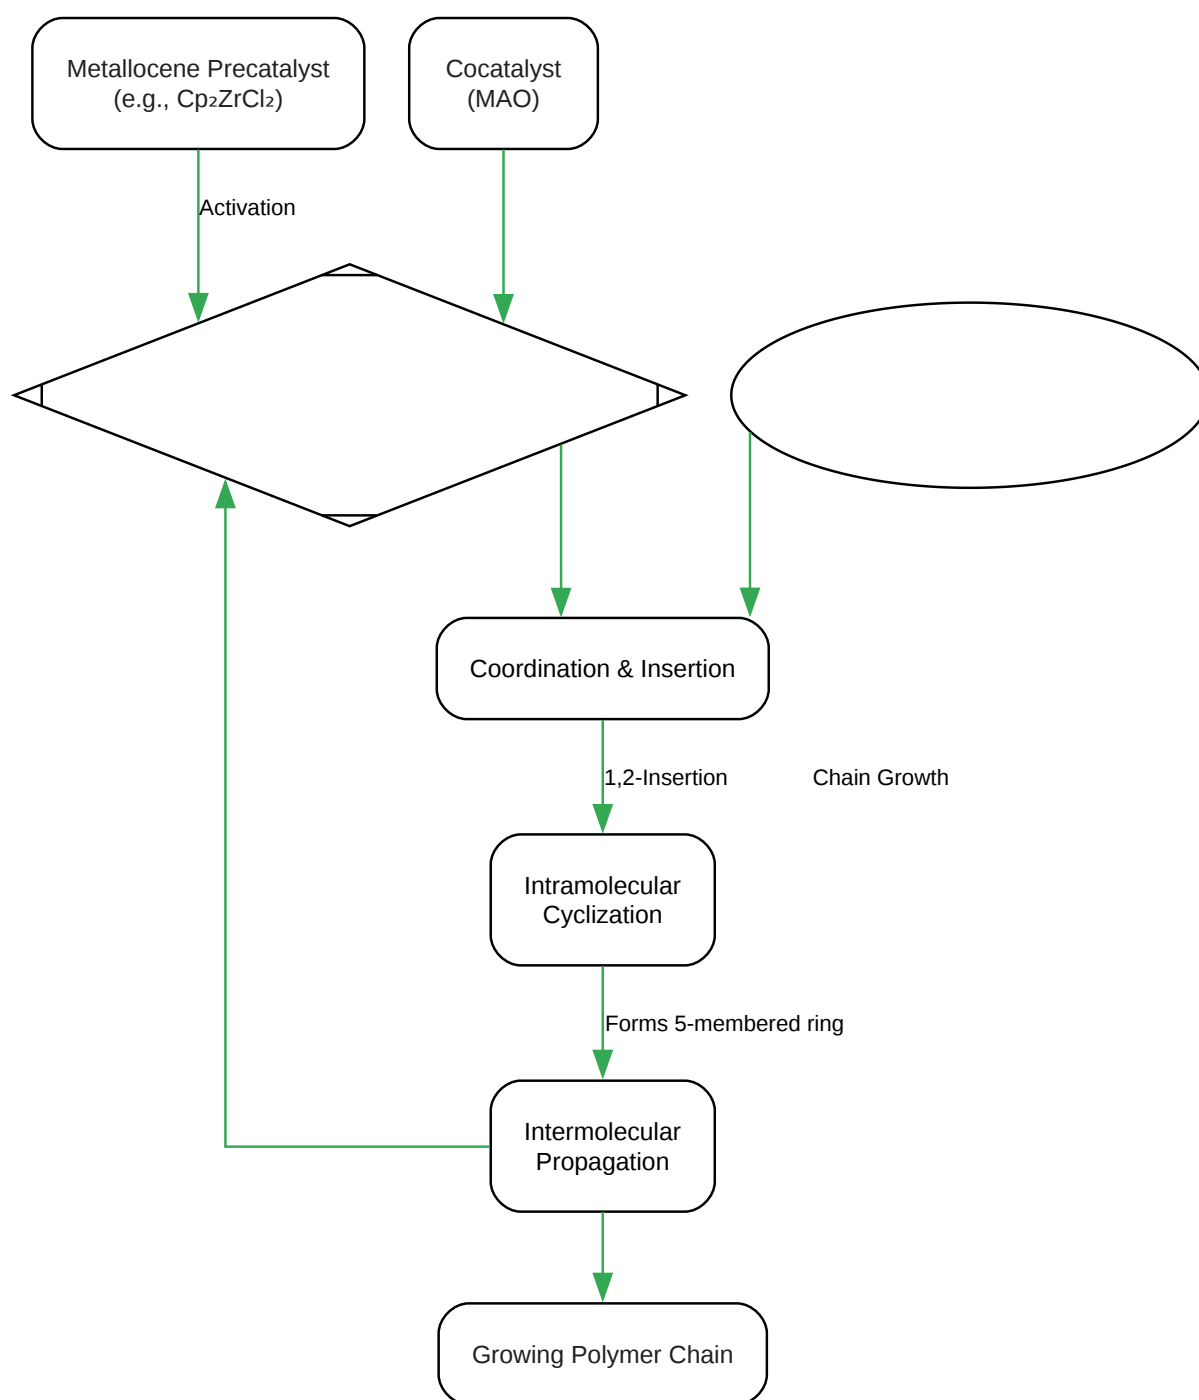 Metallocene Precatalyst
(e.g., Cp₂ZrCl₂)
Cocatalyst
(MAO)
Activation
Coordination & Insertion
1,2-Insertion
Chain Growth
Intramolecular
Cyclization
Forms 5-membered ring
Intermolecular
Propagation
Growing Polymer Chain